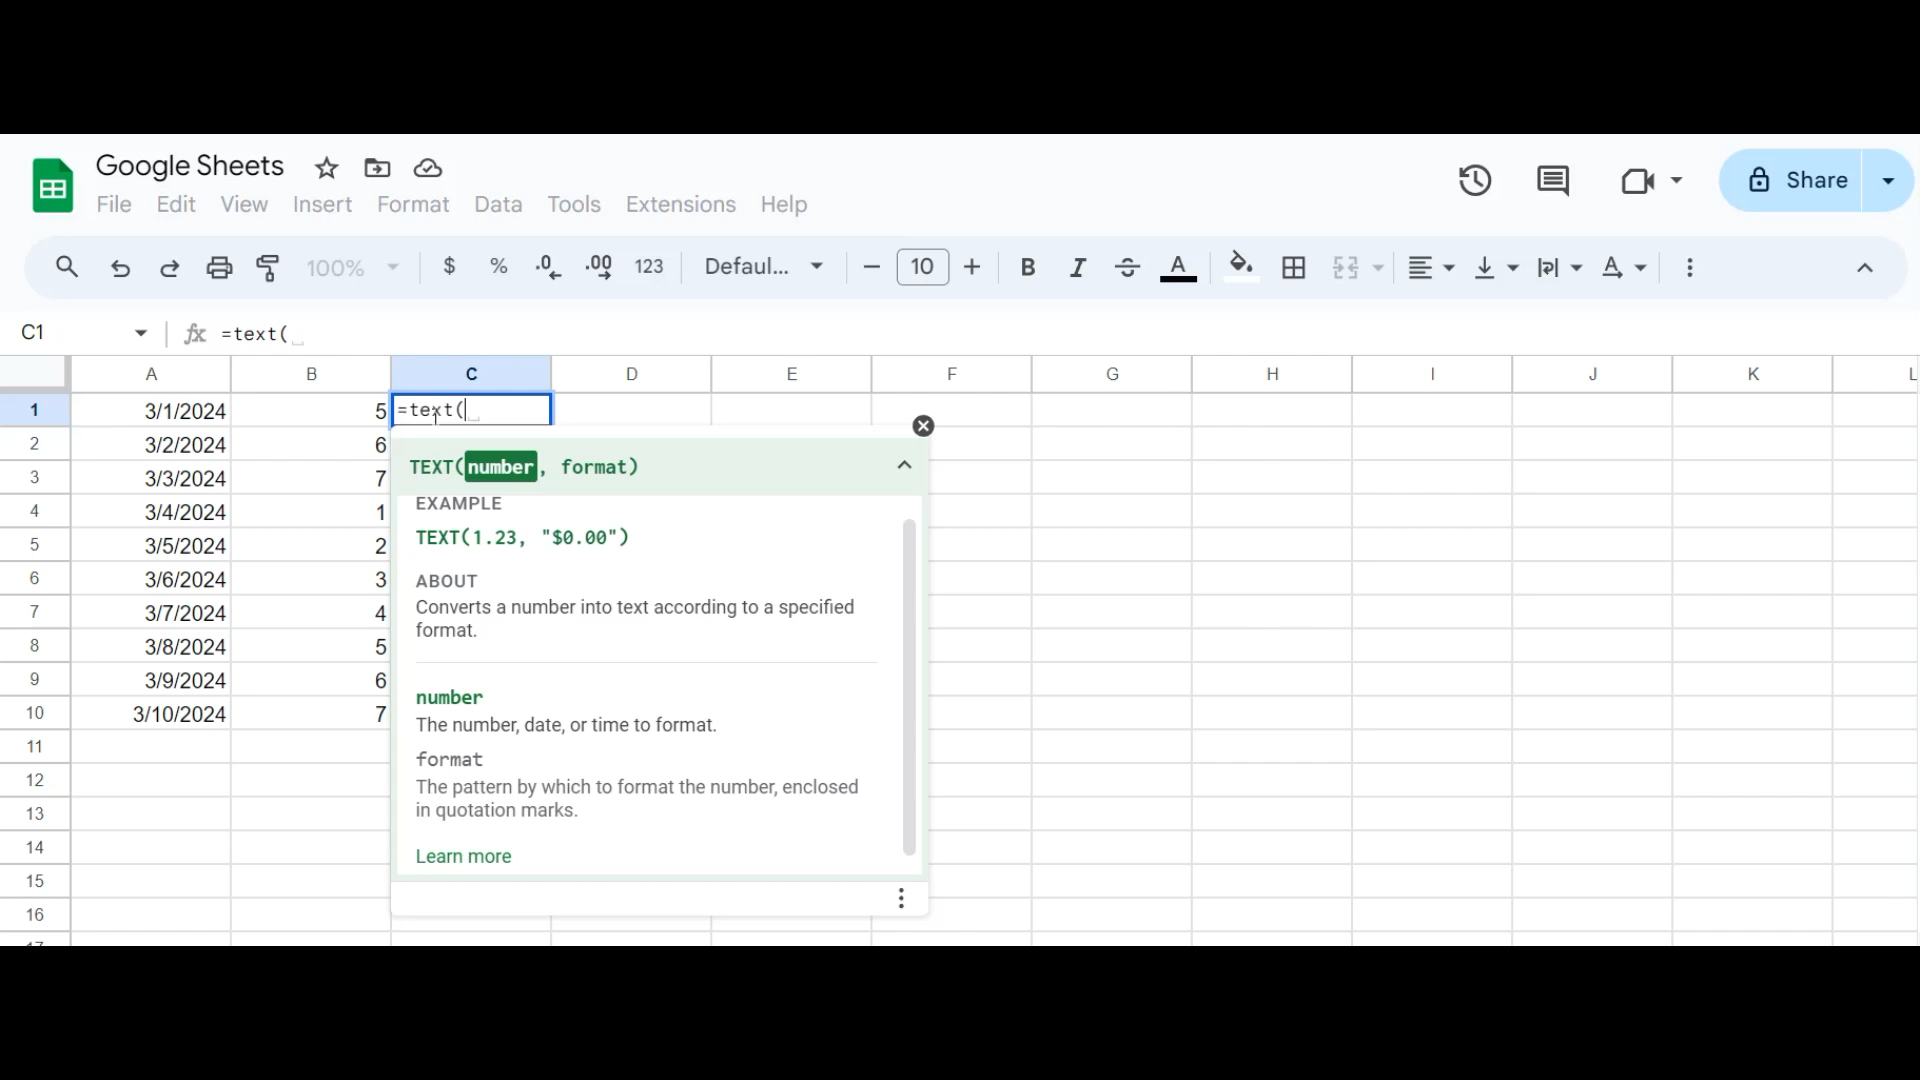 Google Sheets
File Edit View Insert Format Data Tools Extensions Help
Share
100% $ % .0 .00 123 Defaul... 10 B I A A
C1 fx =text(
A B C D E F G H I J K L
1 3/1/2024 5 =text(
2 3/2/2024 6
TEXT(number, format)
3 3/3/2024 7
EXAMPLE
4 3/4/2024 1
TEXT(1.23, "$0.00")
5 3/5/2024 2
ABOUT
6 3/6/2024 3
Converts a number into text according to a specified
7 3/7/2024 4
format.
8 3/8/2024 5
9 3/9/2024 6
number
10 3/10/2024 7
The number, date, or time to format.
11
format
12
The pattern by which to format the number, enclosed
13
in quotation marks.
14
Learn more
15
16
17